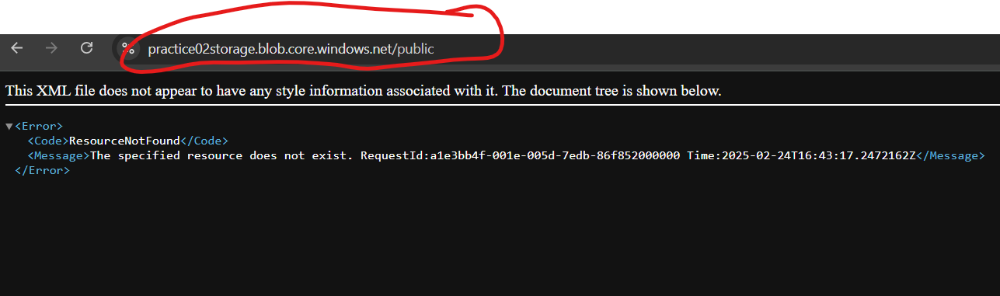 practice02storage.blob.core.windows.net/public
This XML file does not appear to have any style information associated with it. The document tree is shown below.
<Error>
<Code>ResourceNotFound</Code>
<Message>The specified resource does not exist. RequestId:a1e3bb4f-001e-005d-7edb-86f852000000 Time:2025-02-24T16:43:17.2472162Z</Message>
</Error>